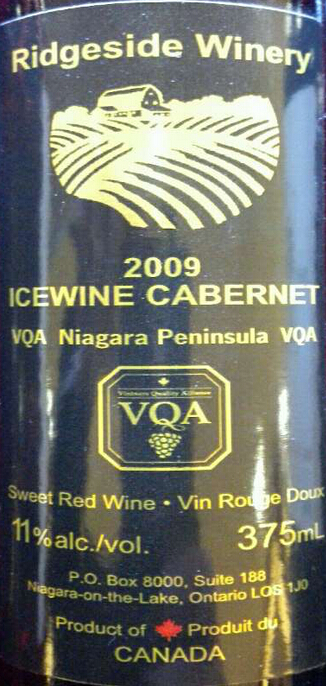 Ridgeside Winery
2009
ICEWINE CABERNET
VQA Niagara Peninsula VQA
Vintners Quality Alliance
VQA
Sweet Red Wine • Vin Rouge Doux
11% alc./vol. 375mL
P.O. Box 8000, Suite 188
Niagara-on-the-Lake, Ontario LOS 1J0
Product of Produit du
CANADA